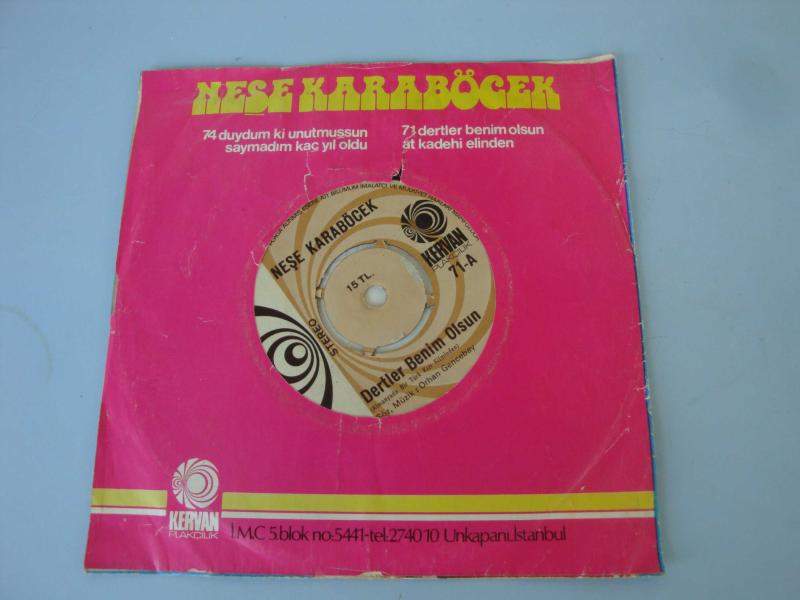 NEŞE KARABÖCEK
74 duydum ki unutmuşsun
saymadım kaç yıl oldu
71 dertler benim olsun
at kadehi elinden
NEŞE KARABÖCEK
KERVAN
PLAKÇILIK
71-A
15 TL.
STEREO
Dertler Benim Olsun
Söz, Müzik: Orhan Gencebay
KERVAN
PLAKÇILIK
İ.M.C 5.blok no:5441-tel:274010 Unkapanı_İstanbul